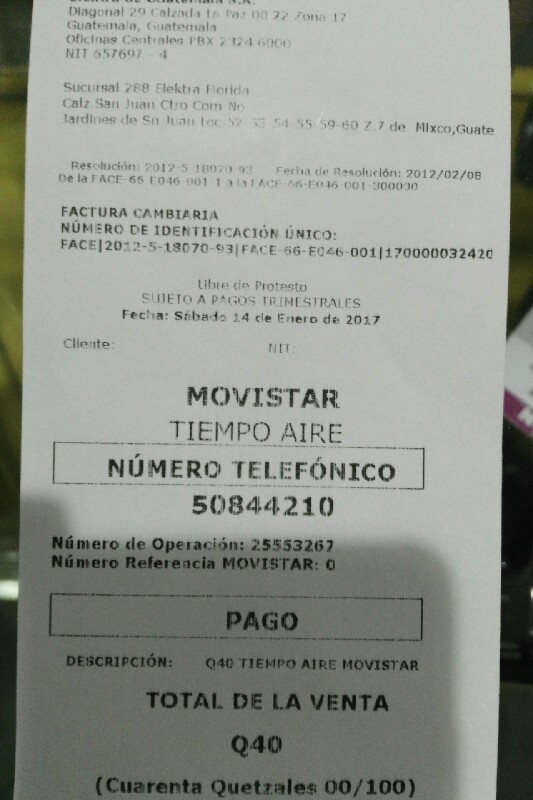 Elektra de Guatemala S.A.
Diagonal 29 Calzada La Paz 00 22 Zona 17
Guatemala, Guatemala
Oficinas Centrales PBX 2324 6000
NIT 657697 - 4
Sucursal 288 Elektra Florida
Calz San Juan Ctro Com No
Jardines de Sn Juan Loc 52-53-54-55-59-60 Z.7 de Mixco,Guate
Resolución: 2012-5-18070-93 Fecha de Resolución: 2012/02/08
De la FACE-66-E046-001 1 a la FACE-66-E046-001-300000
FACTURA CAMBIARIA
NÚMERO DE IDENTIFICACIÓN ÚNICO:
FACE|2012-5-18070-93|FACE-66-E046-001|170000032420
Libre de Protesto
SUJETO A PAGOS TRIMESTRALES
Fecha: Sábado 14 de Enero de 2017
Cliente: NIT:
MOVISTAR
TIEMPO AIRE
NÚMERO TELEFÓNICO
50844210
Número de Operación: 25553267
Número Referencia MOVISTAR: 0
PAGO
DESCRIPCIÓN: Q40 TIEMPO AIRE MOVISTAR
TOTAL DE LA VENTA
Q40
(Cuarenta Quetzales 00/100)